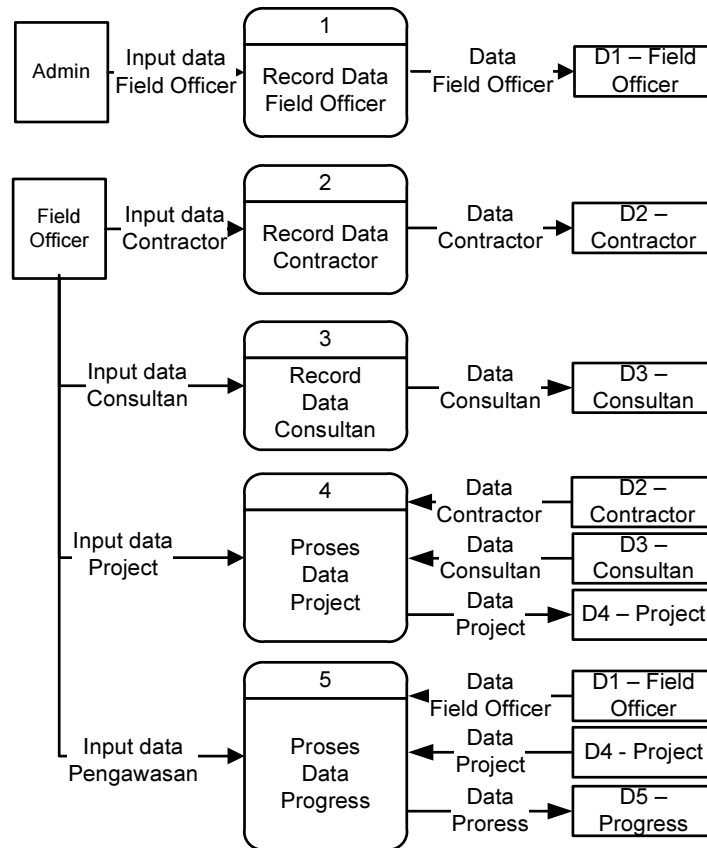 Admin
Input data
Field Officer
1
Record Data
Field Officer
Data
Field Officer
D1 – Field
Officer
Field
Officer
Input data
Contractor
2
Record Data
Contractor
Data
Contractor
D2 –
Contractor
Input data
Consultan
3
Record
Data
Consultan
Data
Consultan
D3 –
Consultan
Input data
Project
4
Proses
Data
Project
Data
Contractor
D2 –
Contractor
Data
Consultan
D3 –
Consultan
Data
Project
D4 – Project
Input data
Pengawasan
5
Proses
Data
Progress
Data
Field Officer
D1 – Field
Officer
Data
Project
D4 - Project
Data
Proress
D5 –
Progress